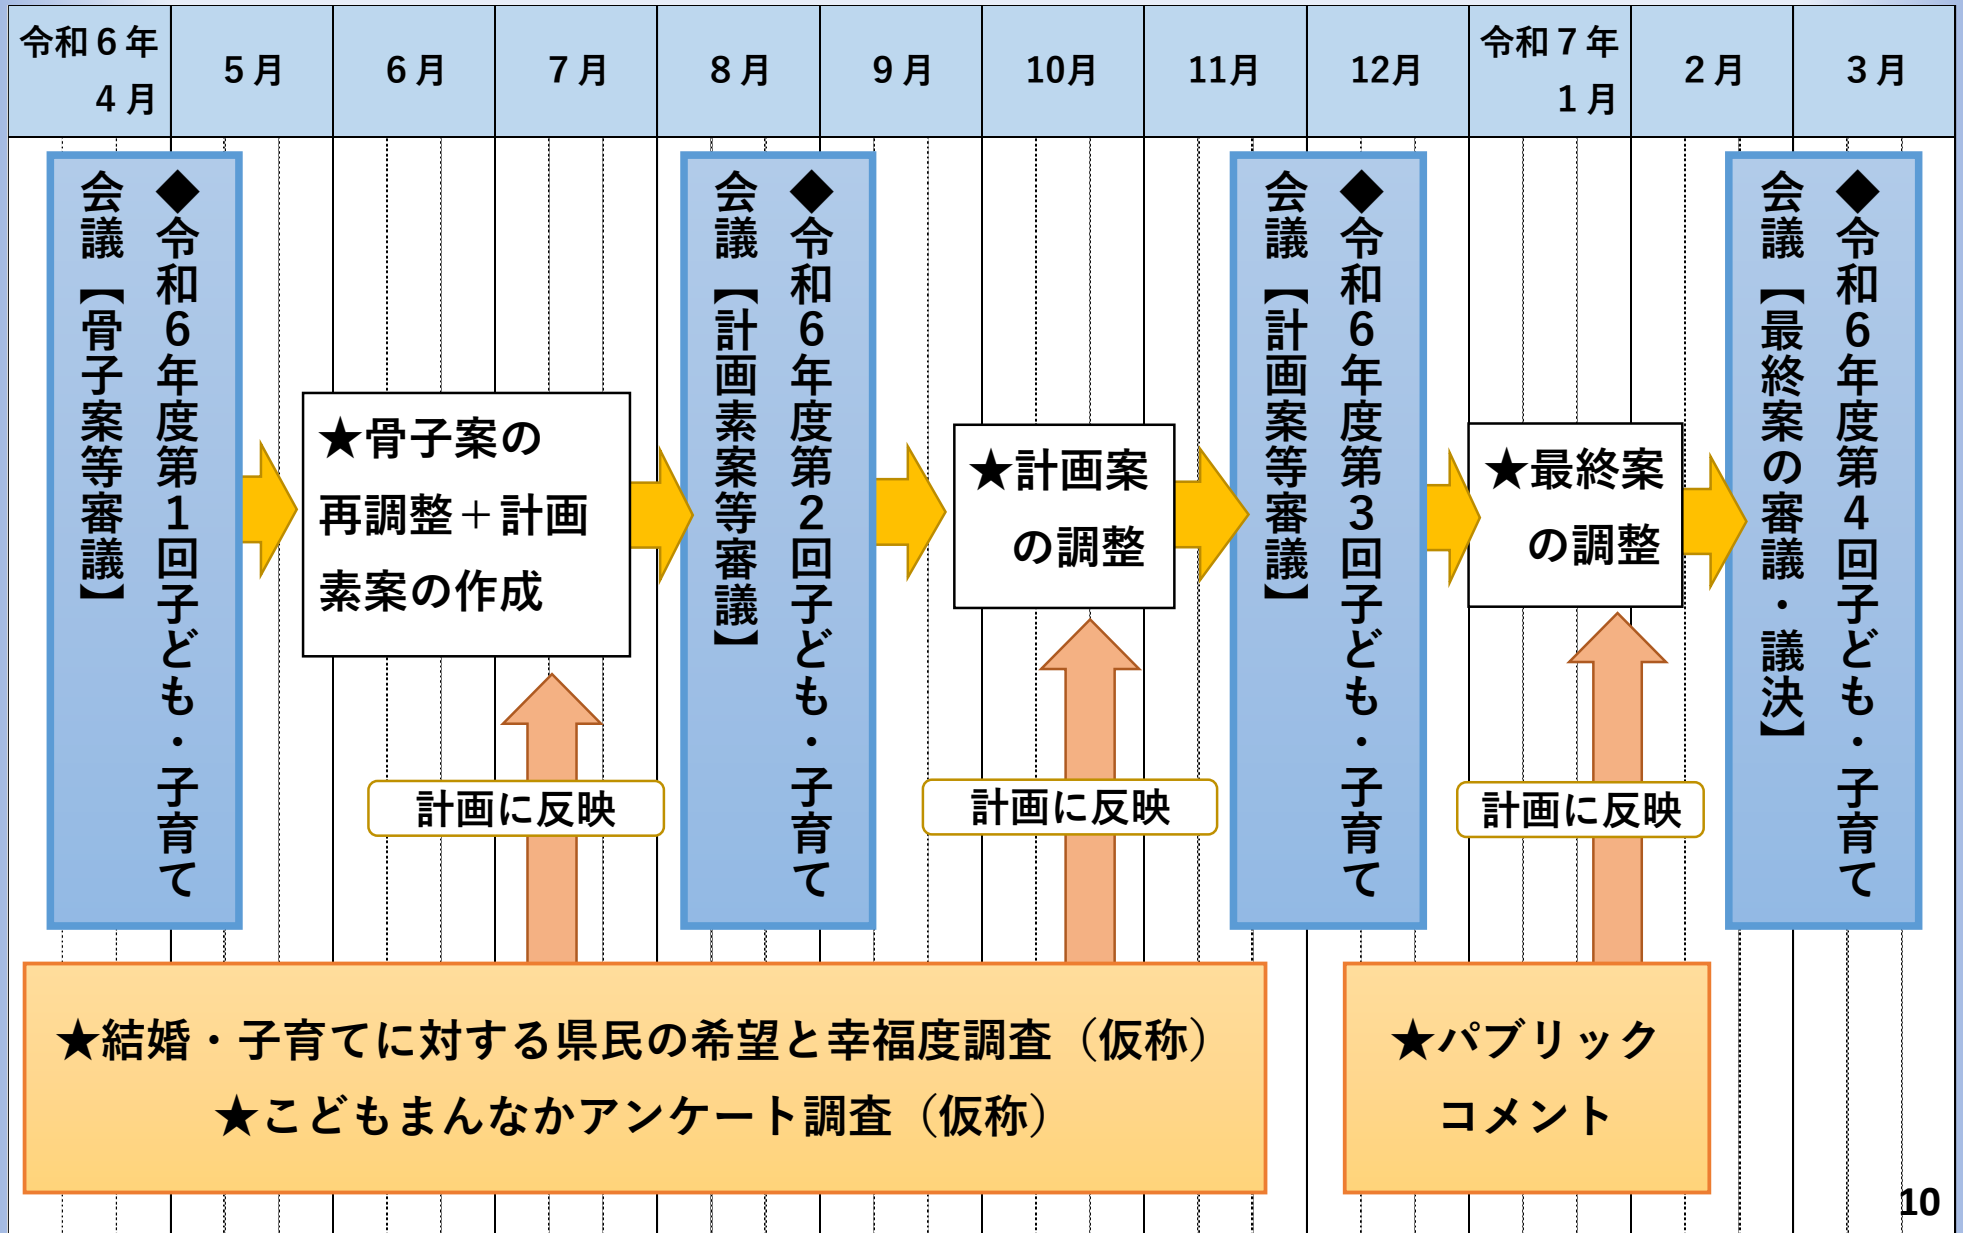 令和６年
４月
５月
６月
７月
８月
９月
10月
11月
12月
令和７年
１月
２月
３月
◆令和６年度第１回子ども・子育て
会議【骨子案等審議】
★骨子案の
再調整＋計画
素案の作成
◆令和６年度第２回子ども・子育て
会議【計画素案等審議】
★計画案
の調整
◆令和６年度第３回子ども・子育て
会議【計画案等審議】
★最終案
の調整
◆令和６年度第４回子ども・子育て
会議【最終案の審議・議決】
計画に反映
計画に反映
計画に反映
★結婚・子育てに対する県民の希望と幸福度調査（仮称）
★こどもまんなかアンケート調査（仮称）
★パブリック
コメント
10